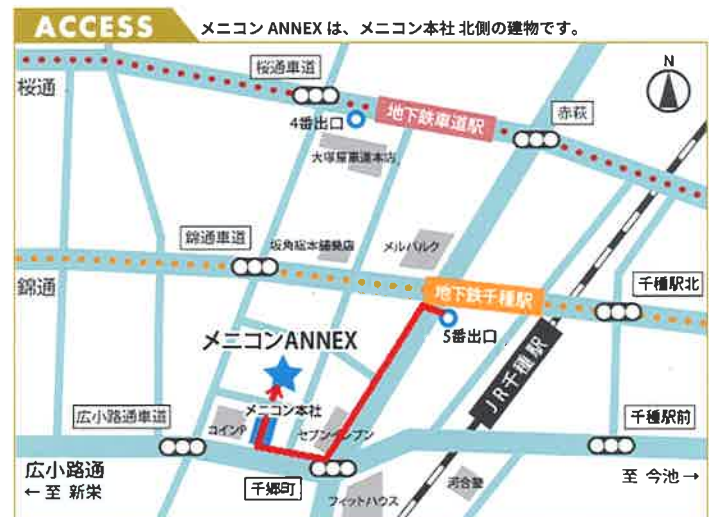 ACCESS
メニコン ANNEX は、メニコン本社 北側の建物です。
桜通
桜通車道
N
4番出口
地下鉄車道駅
赤萩
大塚屋車道本店
錦通車道
坂角総本舖葵店
メルパルク
錦通
地下鉄千種駅
千種駅北
5番出口
メニコンANNEX
JR千種駅
メニコン本社
広小路通車道
コインP
セブンイレブン
千種駅前
広小路通
← 至 新栄
千郷町
フィットハウス
河合塾
至 今池 →